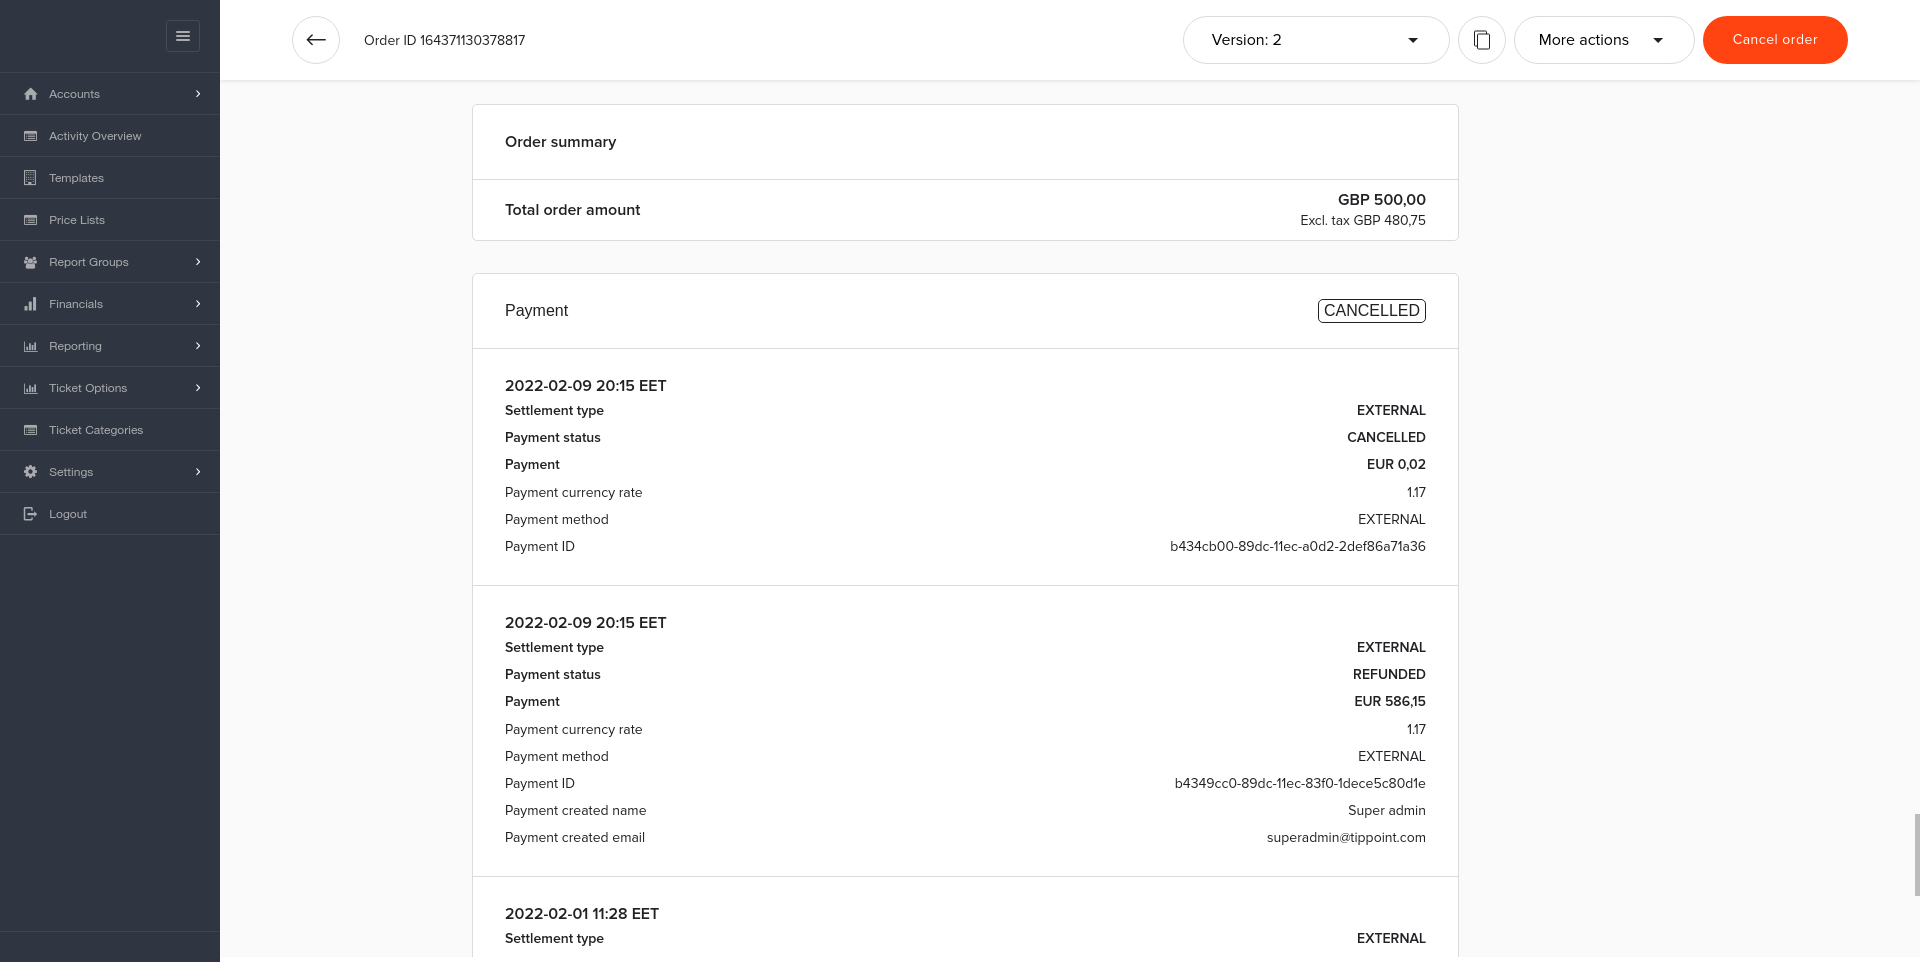 Order ID 164371130378817
Version: 2
More actions
Cancel order
Accounts
Activity Overview
Templates
Price Lists
Report Groups
Financials
Reporting
Ticket Options
Ticket Categories
Settings
Logout
Order summary
Total order amount
GBP 500,00
Excl. tax GBP 480,75
Payment
CANCELLED
2022-02-09 20:15 EET
Settlement type EXTERNAL
Payment status CANCELLED
Payment EUR 0,02
Payment currency rate 1.17
Payment method EXTERNAL
Payment ID b434cb00-89dc-11ec-a0d2-2def86a71a36
2022-02-09 20:15 EET
Settlement type EXTERNAL
Payment status REFUNDED
Payment EUR 586,15
Payment currency rate 1.17
Payment method EXTERNAL
Payment ID b4349cc0-89dc-11ec-83f0-1dece5c80d1e
Payment created name Super admin
Payment created email superadmin@tippoint.com
2022-02-01 11:28 EET
Settlement type EXTERNAL